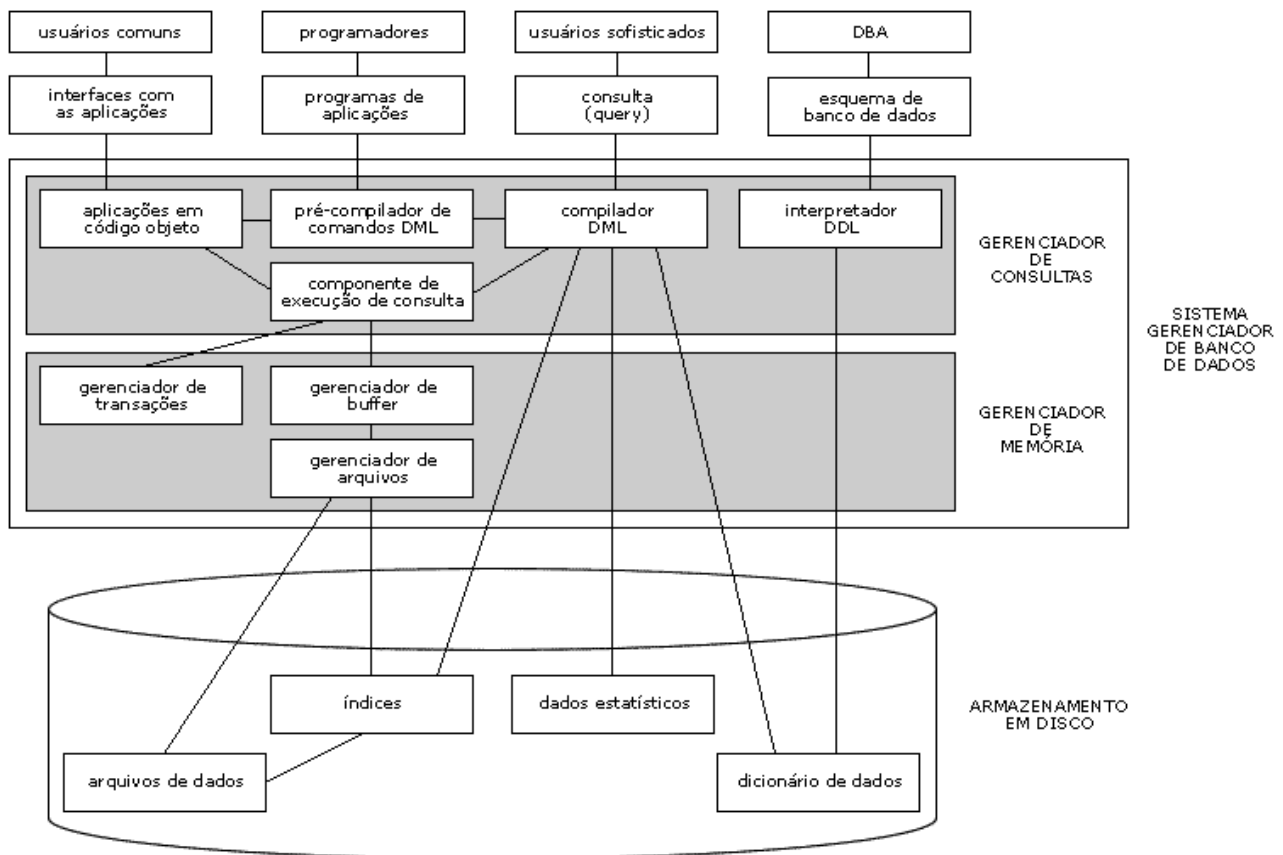 usuários comuns
programadores
usuários sofisticados
DBA
interfaces com
as aplicações
programas de
aplicações
consulta
(query)
esquema de
banco de dados
aplicações em
código objeto
pré-compilador de
comandos DML
compilador
DML
interpretador
DDL
componente de
execução de consulta
GERENCIADOR
DE
CONSULTAS
SISTEMA
GERENCIADOR
DE BANCO
DE DADOS
gerenciador de
transações
gerenciador de
buffer
gerenciador de
arquivos
GERENCIADOR
DE
MEMÓRIA
índices
dados estatísticos
arquivos de dados
dicionário de dados
ARMAZENAMENTO
EM DISCO